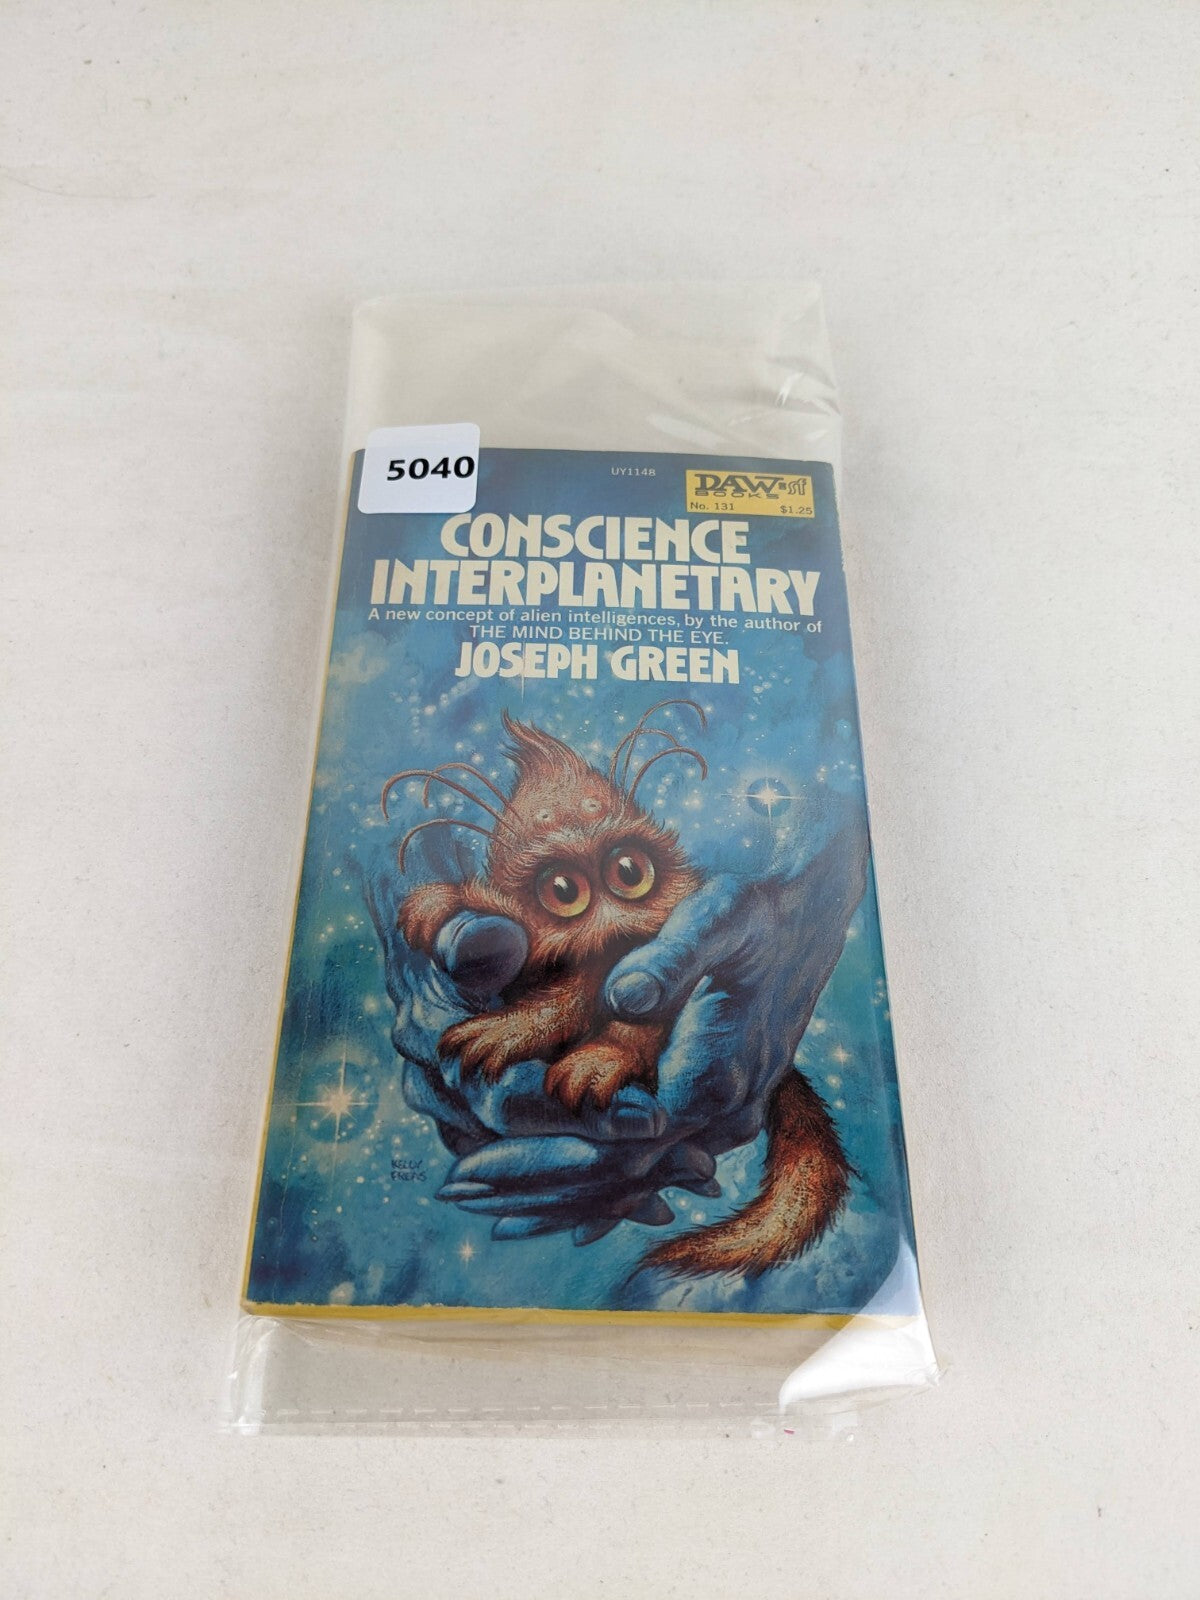 5040
UY1148
DAW=sf
BOOKS
No. 131 $1.25
CONSCIENCE
INTERPLANETARY
A new concept of alien intelligences, by the author of
THE MIND BEHIND THE EYE.
JOSEPH GREEN
KELLY
FREAS